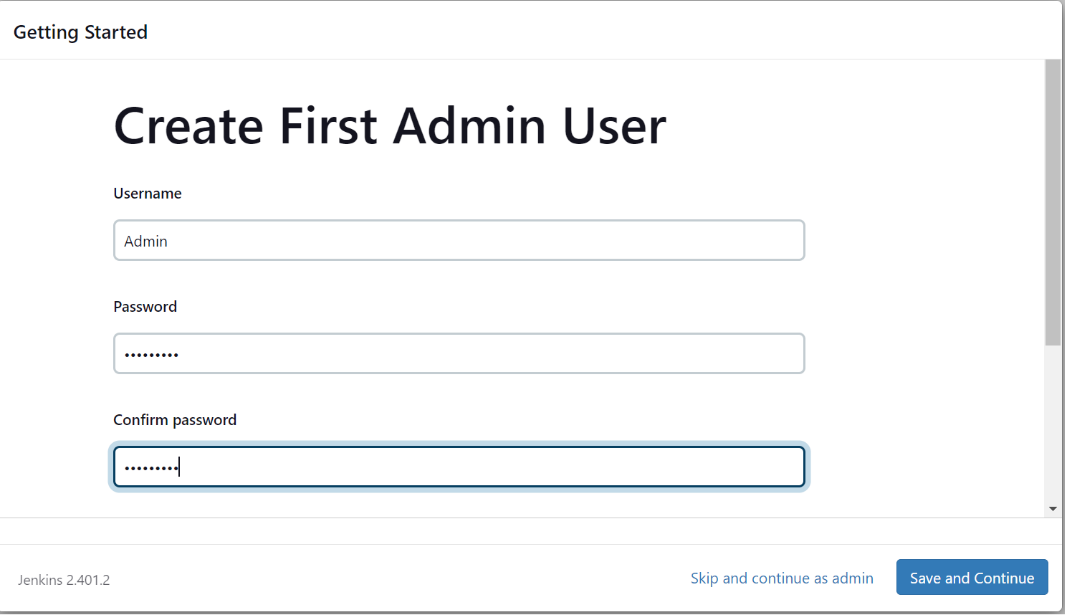 Getting Started
Create First Admin User
Username
Admin
Password
•••••••••
Confirm password
•••••••••
Jenkins 2.401.2
Skip and continue as admin
Save and Continue